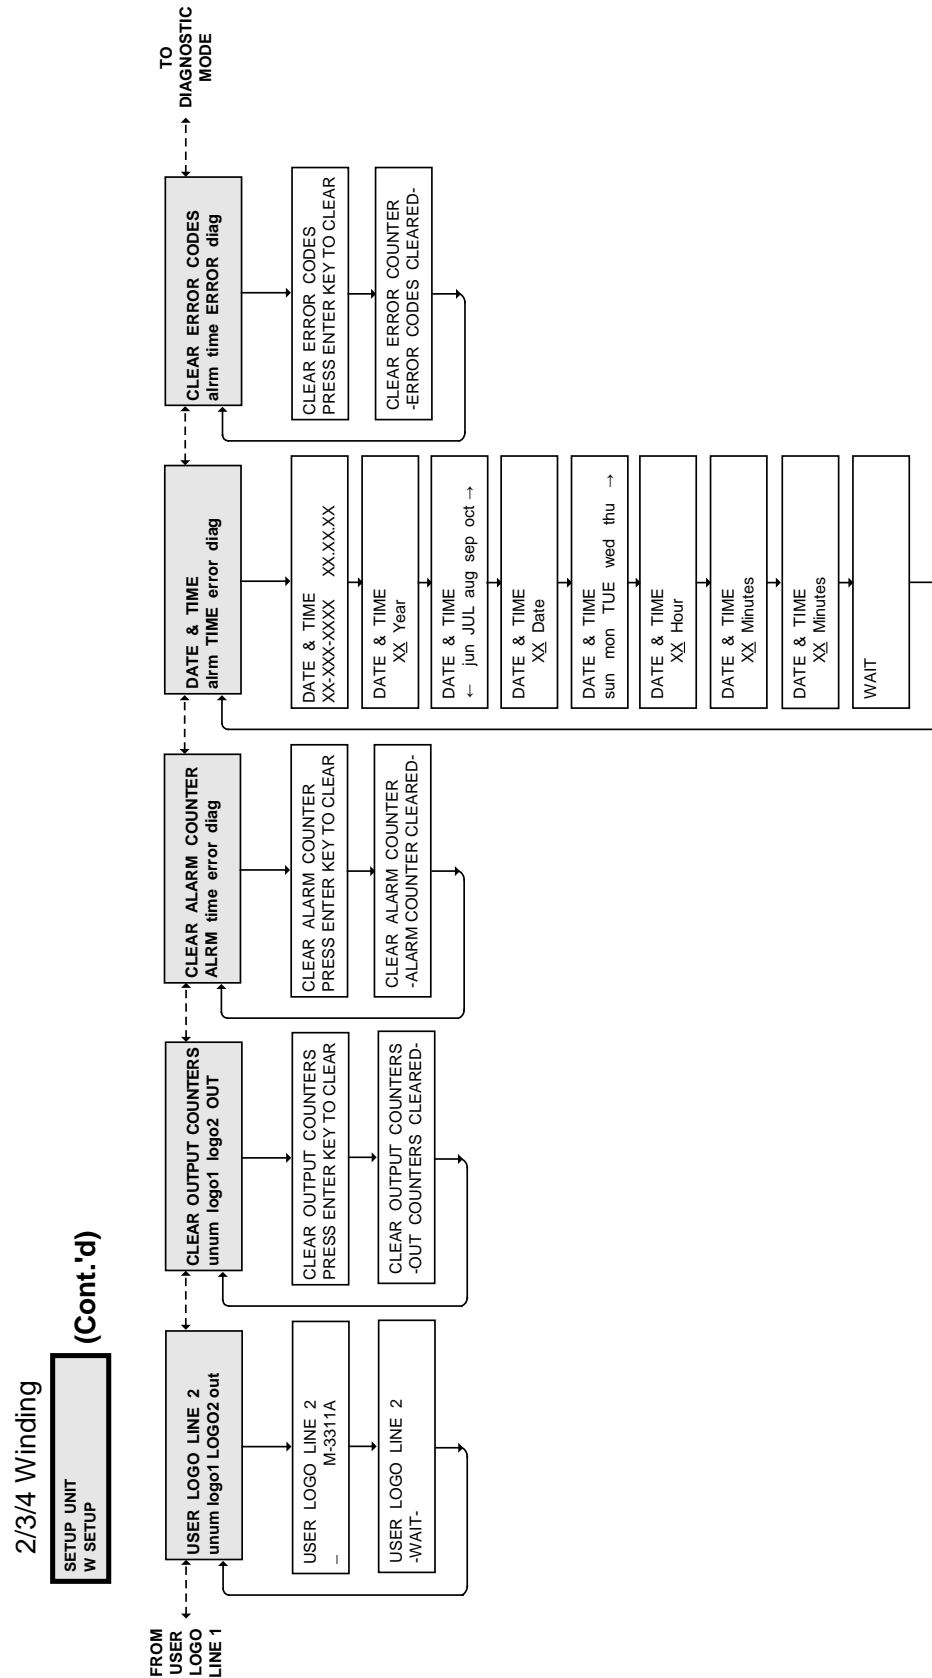 2/3/4 Winding
SETUP UNIT
W SETUP
(Cont.'d)
FROM
USER
LOGO
LINE 1
USER LOGO LINE 2
unum logo1 LOGO2 out
USER LOGO LINE 2
_ M-3311A
USER LOGO LINE 2
-WAIT-
CLEAR OUTPUT COUNTERS
unum logo1 logo2 OUT
CLEAR OUTPUT COUNTERS
PRESS ENTER KEY TO CLEAR
CLEAR OUTPUT COUNTERS
-OUT COUNTERS CLEARED-
CLEAR ALARM COUNTER
ALRM time error diag
CLEAR ALARM COUNTER
PRESS ENTER KEY TO CLEAR
CLEAR ALARM COUNTER
-ALARM COUNTER CLEARED-
DATE & TIME
alrm TIME error diag
DATE & TIME
XX-XXX-XXXX XX.XX.XX
DATE & TIME
XX Year
DATE & TIME
← jun JUL aug sep oct →
DATE & TIME
XX Date
DATE & TIME
sun mon TUE wed thu →
DATE & TIME
XX Hour
DATE & TIME
XX Minutes
DATE & TIME
XX Minutes
WAIT
CLEAR ERROR CODES
alrm time ERROR diag
CLEAR ERROR CODES
PRESS ENTER KEY TO CLEAR
CLEAR ERROR COUNTER
-ERROR CODES CLEARED-
TO
DIAGNOSTIC
MODE